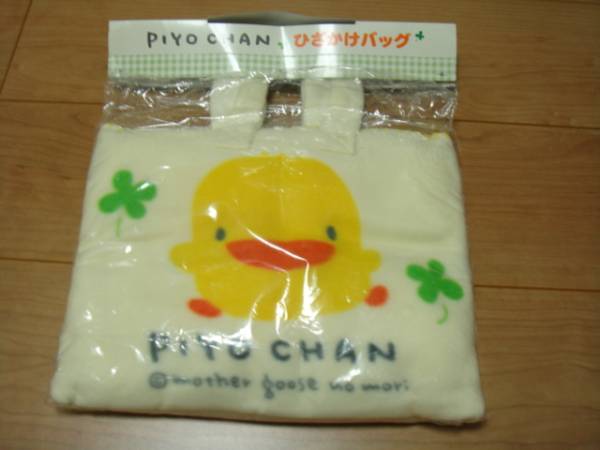 PIYO CHAN ひざかけバッグ
PIYO CHAN
©mother goose no mori